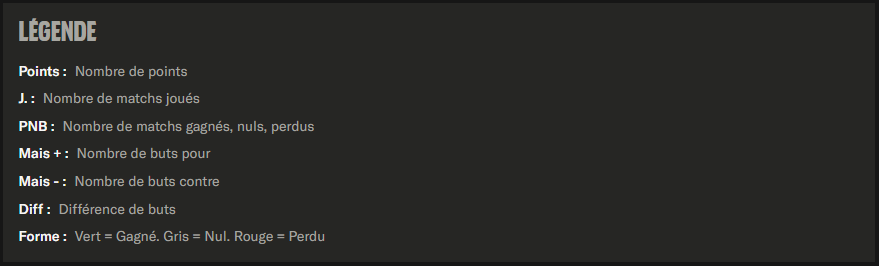 LÉGENDE
Points : Nombre de points
J. : Nombre de matchs joués
PNB : Nombre de matchs gagnés, nuls, perdus
Mais + : Nombre de buts pour
Mais - : Nombre de buts contre
Diff : Différence de buts
Forme : Vert = Gagné. Gris = Nul. Rouge = Perdu